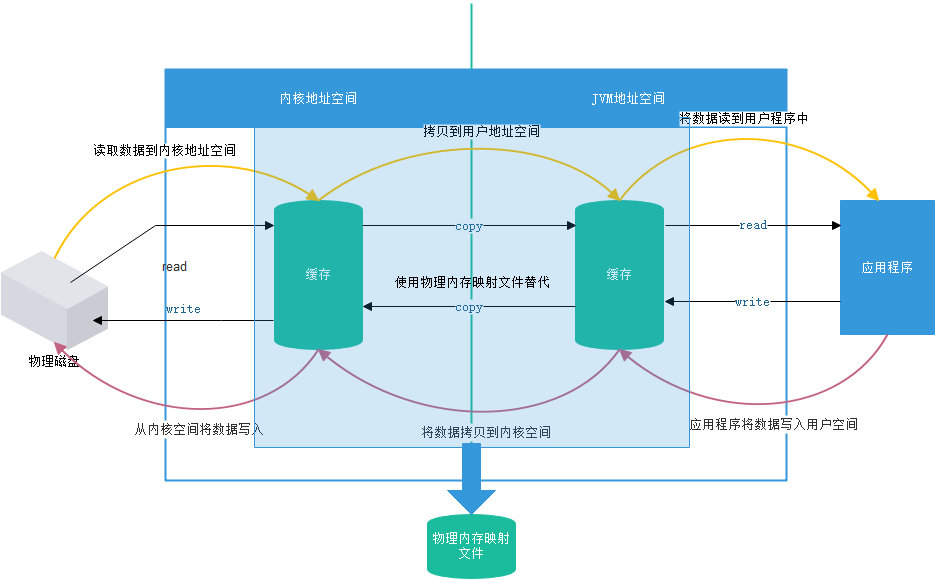 内核地址空间
JVM地址空间
将数据读到用户程序中
拷贝到用户地址空间
读取数据到内核地址空间
copy
read
read
缓存
缓存
应用程序
使用物理内存映射文件替代
write
copy
write
物理磁盘
从内核空间将数据写入
将数据拷贝到内核空间
应用程序将数据写入用户空间
物理内存映射
文件